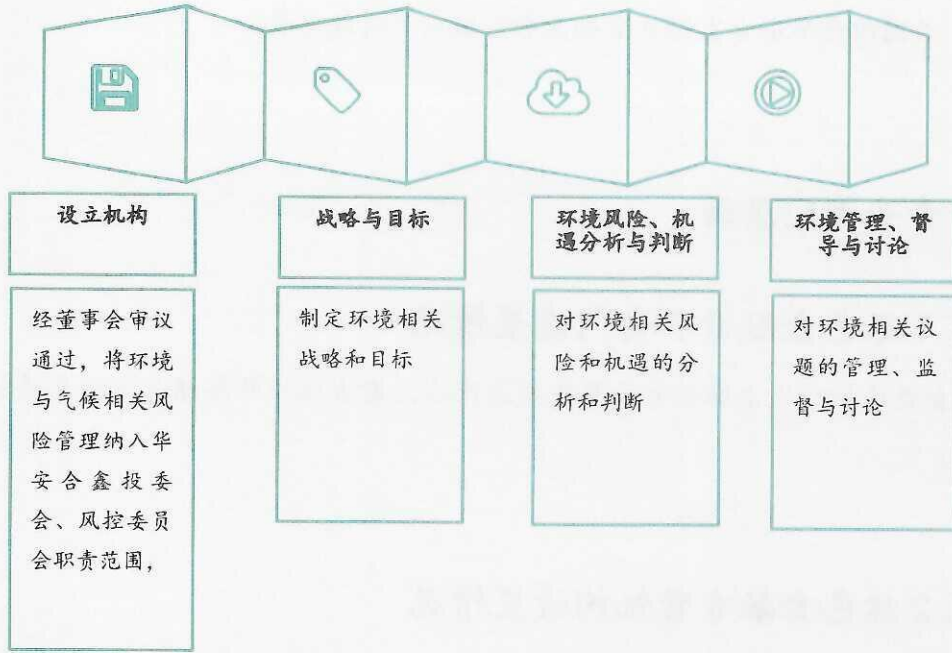 设立机构
经董事会审议
通过，将环境
与气候相关风
险管理纳入华
安合鑫投委
会、风控委员
会职责范围，
战略与目标
制定环境相关
战略和目标
环境风险、机
遇分析与判断
对环境相关风
险和机遇的分
析和判断
环境管理、督
导与讨论
对环境相关议
题的管理、监
督与讨论